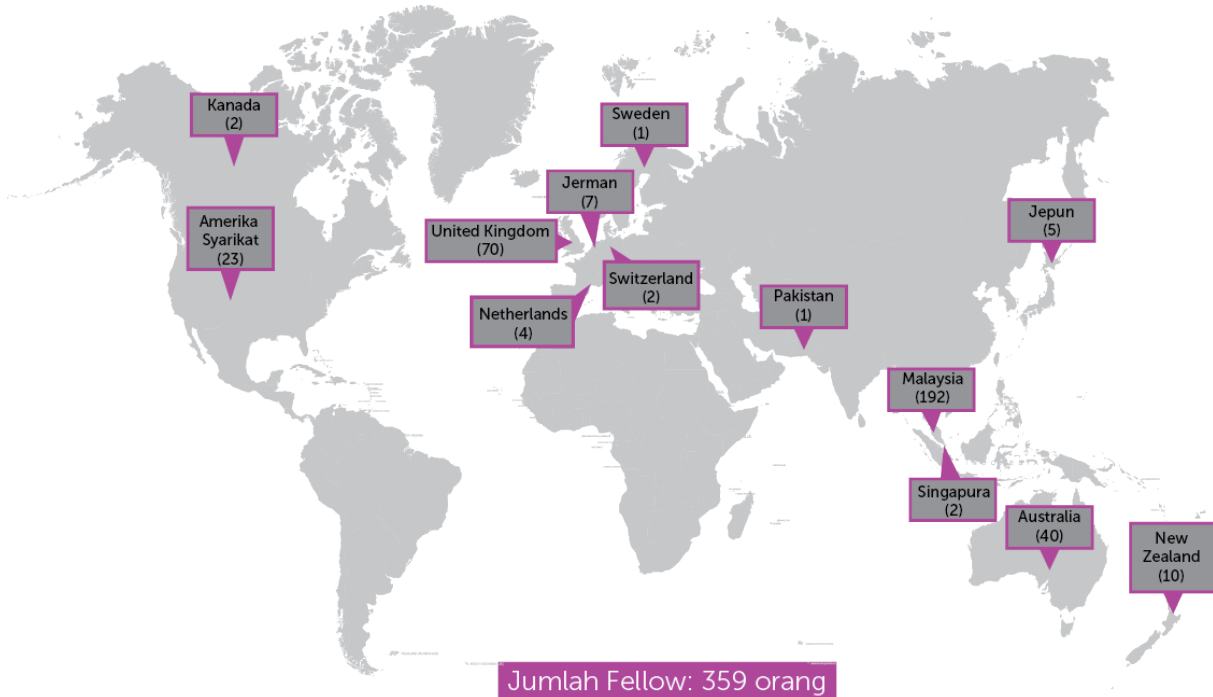 Kanada
(2)
Sweden
(1)
Jerman
(7)
Amerika
Syarikat
(23)
United Kingdom
(70)
Jepun
(5)
Switzerland
(2)
Pakistan
(1)
Netherlands
(4)
Malaysia
(192)
Singapura
(2)
Australia
(40)
New
Zealand
(10)
Jumlah Fellow: 359 orang